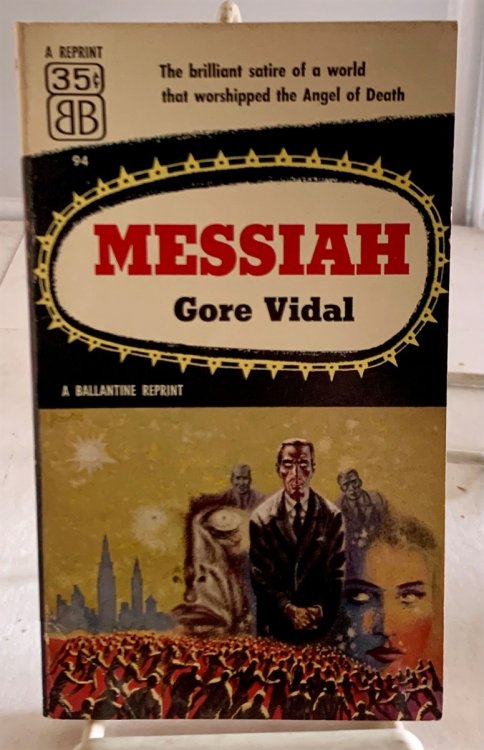 A REPRINT
35¢
BB
The brilliant satire of a world
that worshipped the Angel of Death
94
MESSIAH
Gore Vidal
A BALLANTINE REPRINT